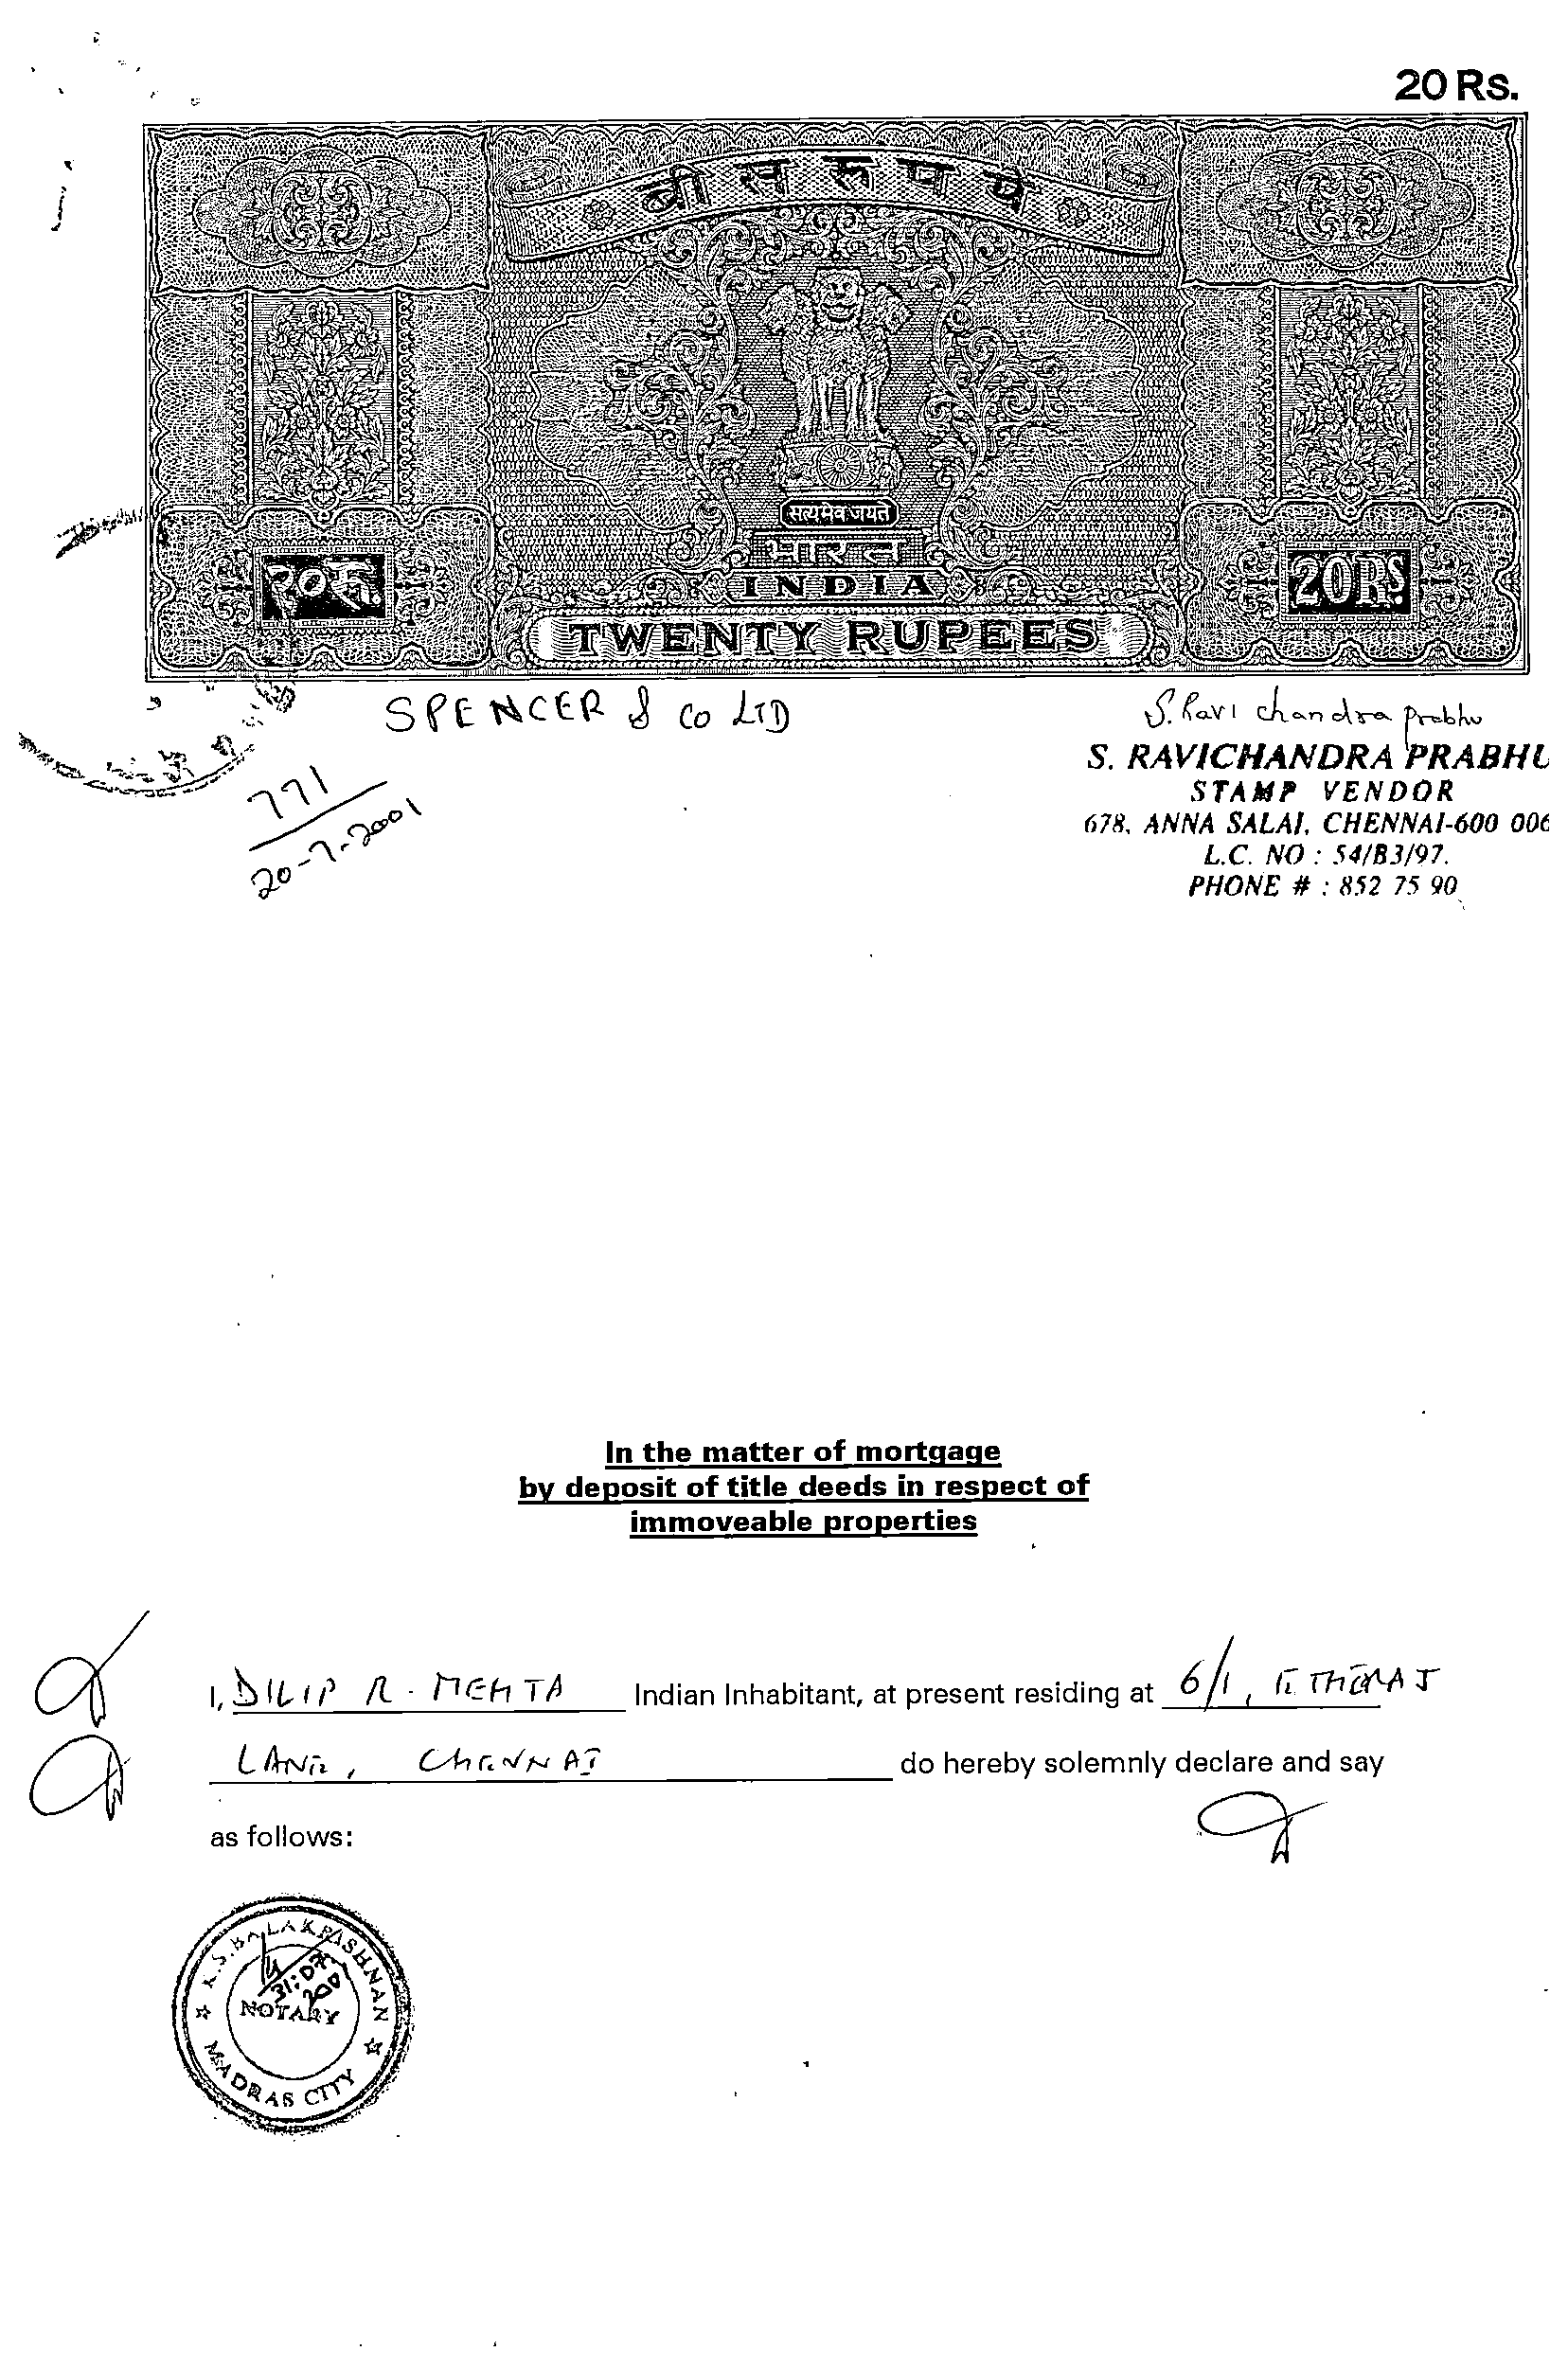 20 Rs.
बीस रूपये
सत्यमेव जयते
भारत
INDIA
२०रु. 20Rs.
TWENTY RUPEES
SPENCER & Co LTD
S. Ravi chandra prabhu
S. RAVICHANDRA PRABHU
STAMP VENDOR
678, ANNA SALAI, CHENNAI-600 006
L.C. NO : 54/B3/97.
PHONE # : 852 75 90
771
20-7-2001
In the matter of mortgage
by deposit of title deeds in respect of
immoveable properties
I, DILIP R. MEHTA Indian Inhabitant, at present residing at 6/1, ETHIRAJ
LANE, CHENNAI do hereby solemnly declare and say
as follows:
K.S. BALAKRISHNAN
31:07
200
NOTARY
MADRAS CITY